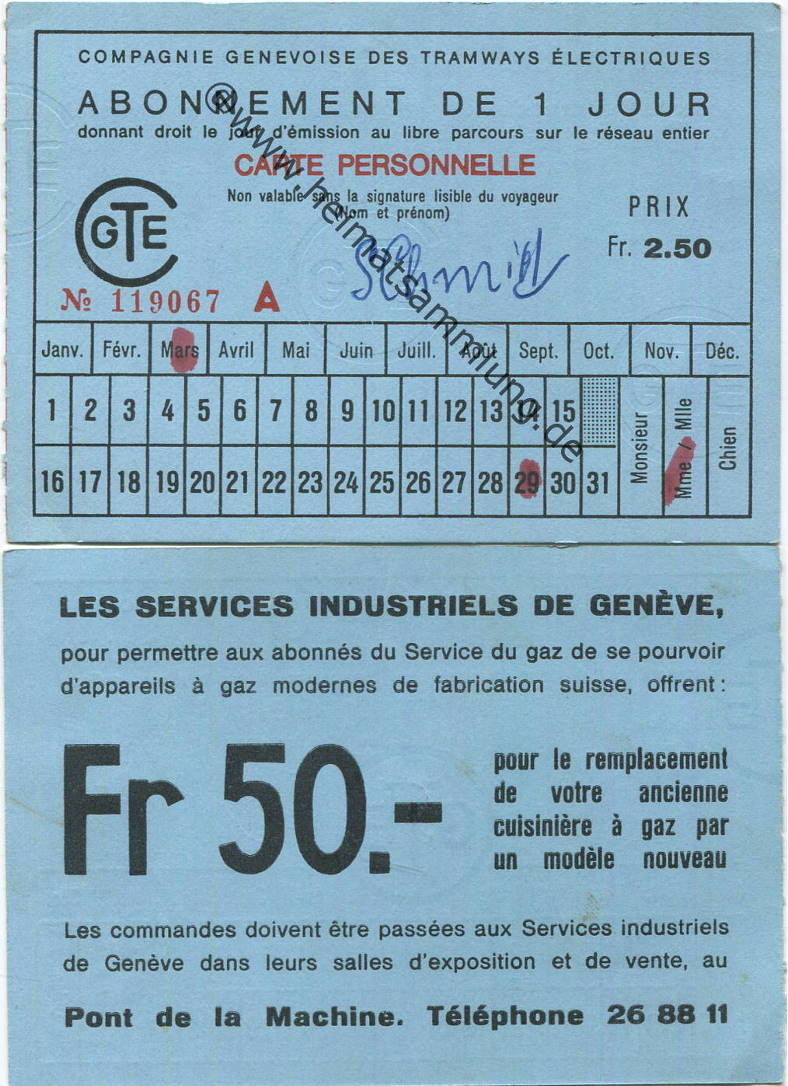 COMPAGNIE GENEVOISE DES TRAMWAYS ÉLECTRIQUES
ABONNEMENT DE 1 JOUR
donnant droit le jour d'émission au libre parcours sur le réseau entier
CARTE PERSONNELLE
Non valable sans la signature lisible du voyageur
(Nom et prénom)
PRIX
Fr. 2.50
CGTE
Schmid
№ 119067 A
©www.heimatsammlung.de
Janv. Févr. Mars Avril Mai Juin Juill. Août Sept. Oct. Nov. Déc.
1 2 3 4 5 6 7 8 9 10 11 12 13 14 15
16 17 18 19 20 21 22 23 24 25 26 27 28 29 30 31
Monsieur
Mme / Mlle
Chien
LES SERVICES INDUSTRIELS DE GENÈVE,
pour permettre aux abonnés du Service du gaz de se pourvoir
d'appareils à gaz modernes de fabrication suisse, offrent :
Fr 50.-
pour le remplacement
de votre ancienne
cuisinière à gaz par
un modèle nouveau
Les commandes doivent être passées aux Services industriels
de Genève dans leurs salles d'exposition et de vente, au
Pont de la Machine. Téléphone 26 88 11